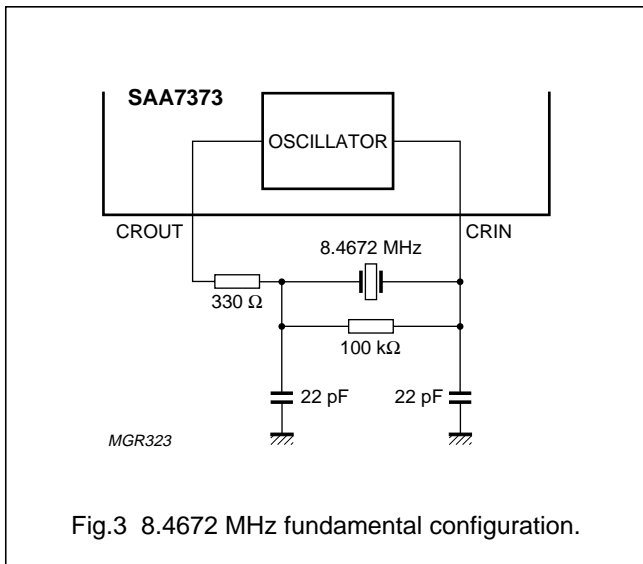 SAA7373
OSCILLATOR
CROUT
CRIN
8.4672 MHz
330 Ω
100 kΩ
22 pF
22 pF
MGR323
Fig.3 8.4672 MHz fundamental configuration.